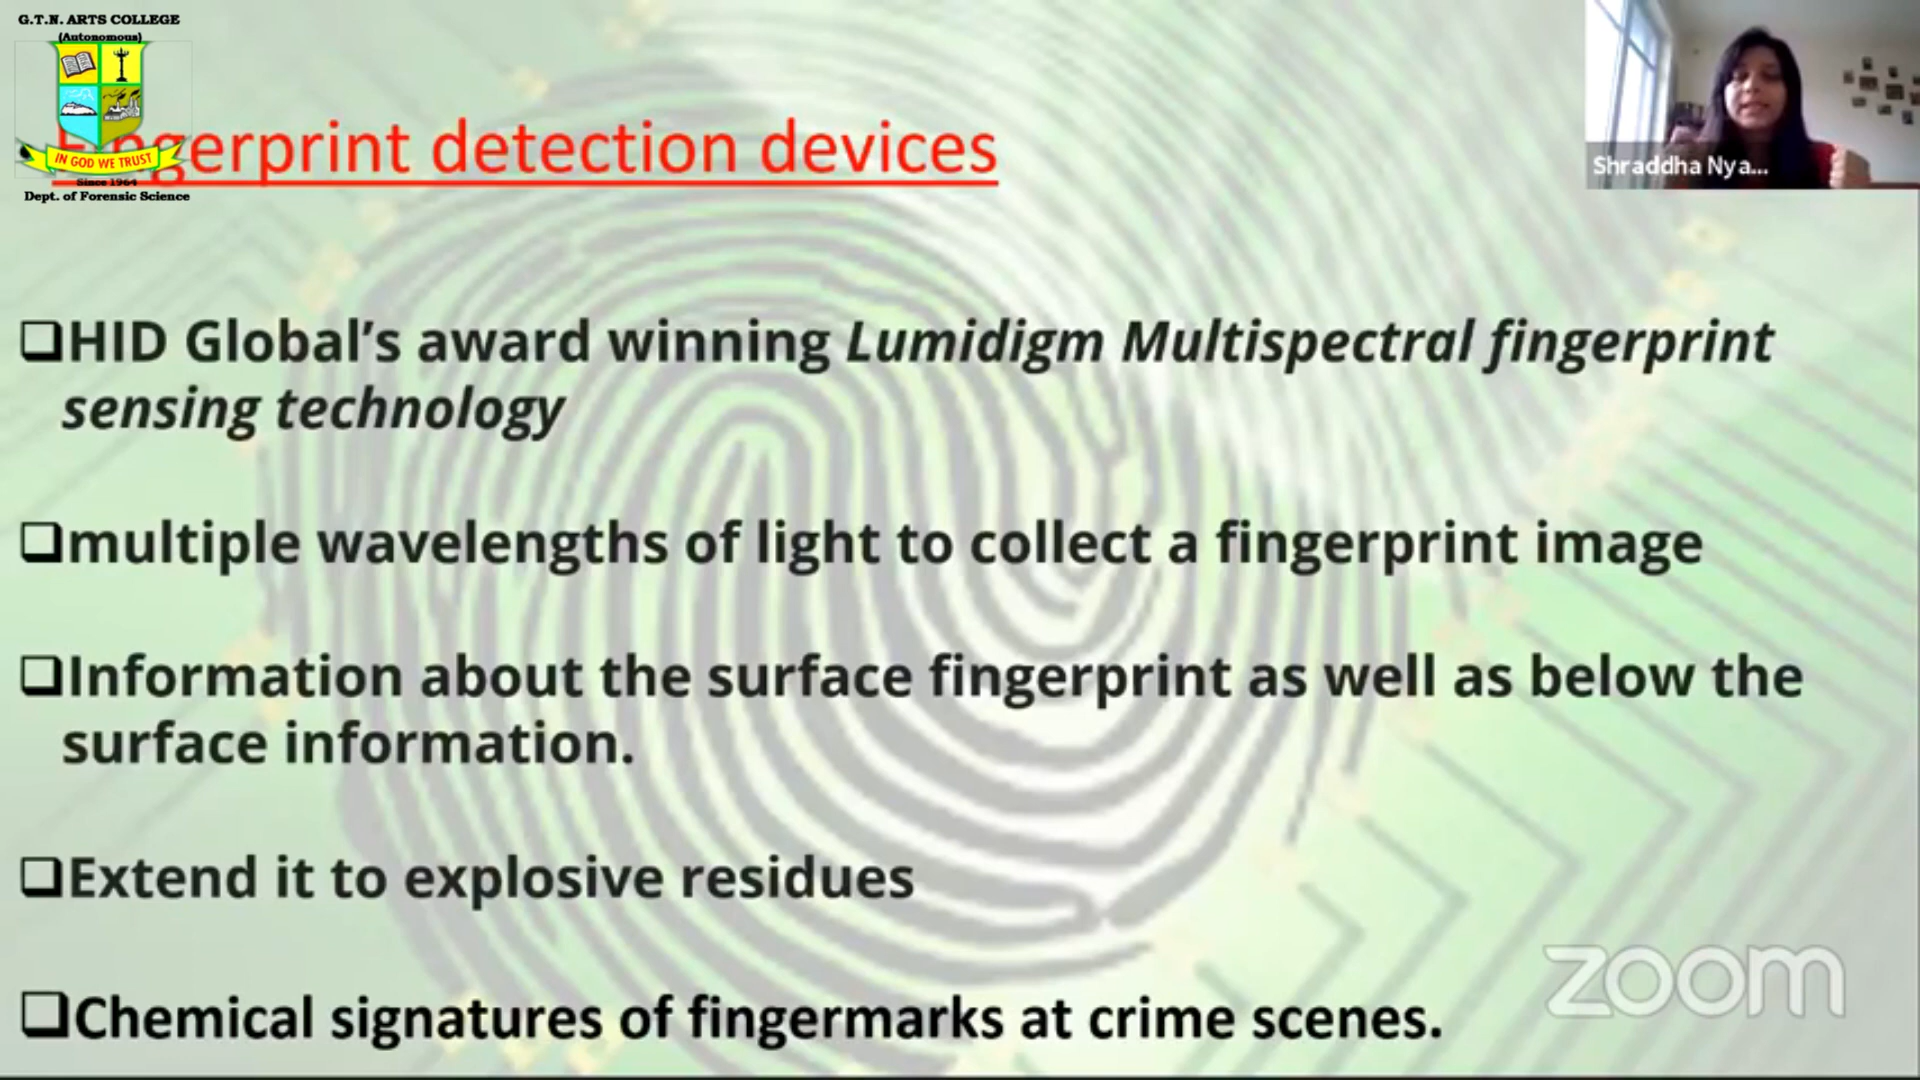 G.T.N. ARTS COLLEGE
(Autonomous)
IN GOD WE TRUST
Since 1964
Dept. of Forensic Science
Fingerprint detection devices
Shraddha Nya...
❑HID Global’s award winning Lumidigm Multispectral fingerprint
sensing technology
❑multiple wavelengths of light to collect a fingerprint image
❑Information about the surface fingerprint as well as below the
surface information.
❑Extend it to explosive residues
❑Chemical signatures of fingermarks at crime scenes.
zoom